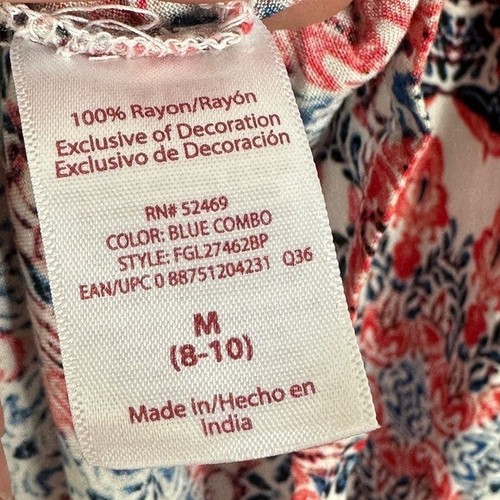 100% Rayon/Rayón
Exclusive of Decoration
Exclusivo de Decoración
RN# 52469
COLOR: BLUE COMBO
STYLE: FGL27462BP
EAN/UPC 0 88751204231 Q36
M
(8-10)
Made in/Hecho en
India